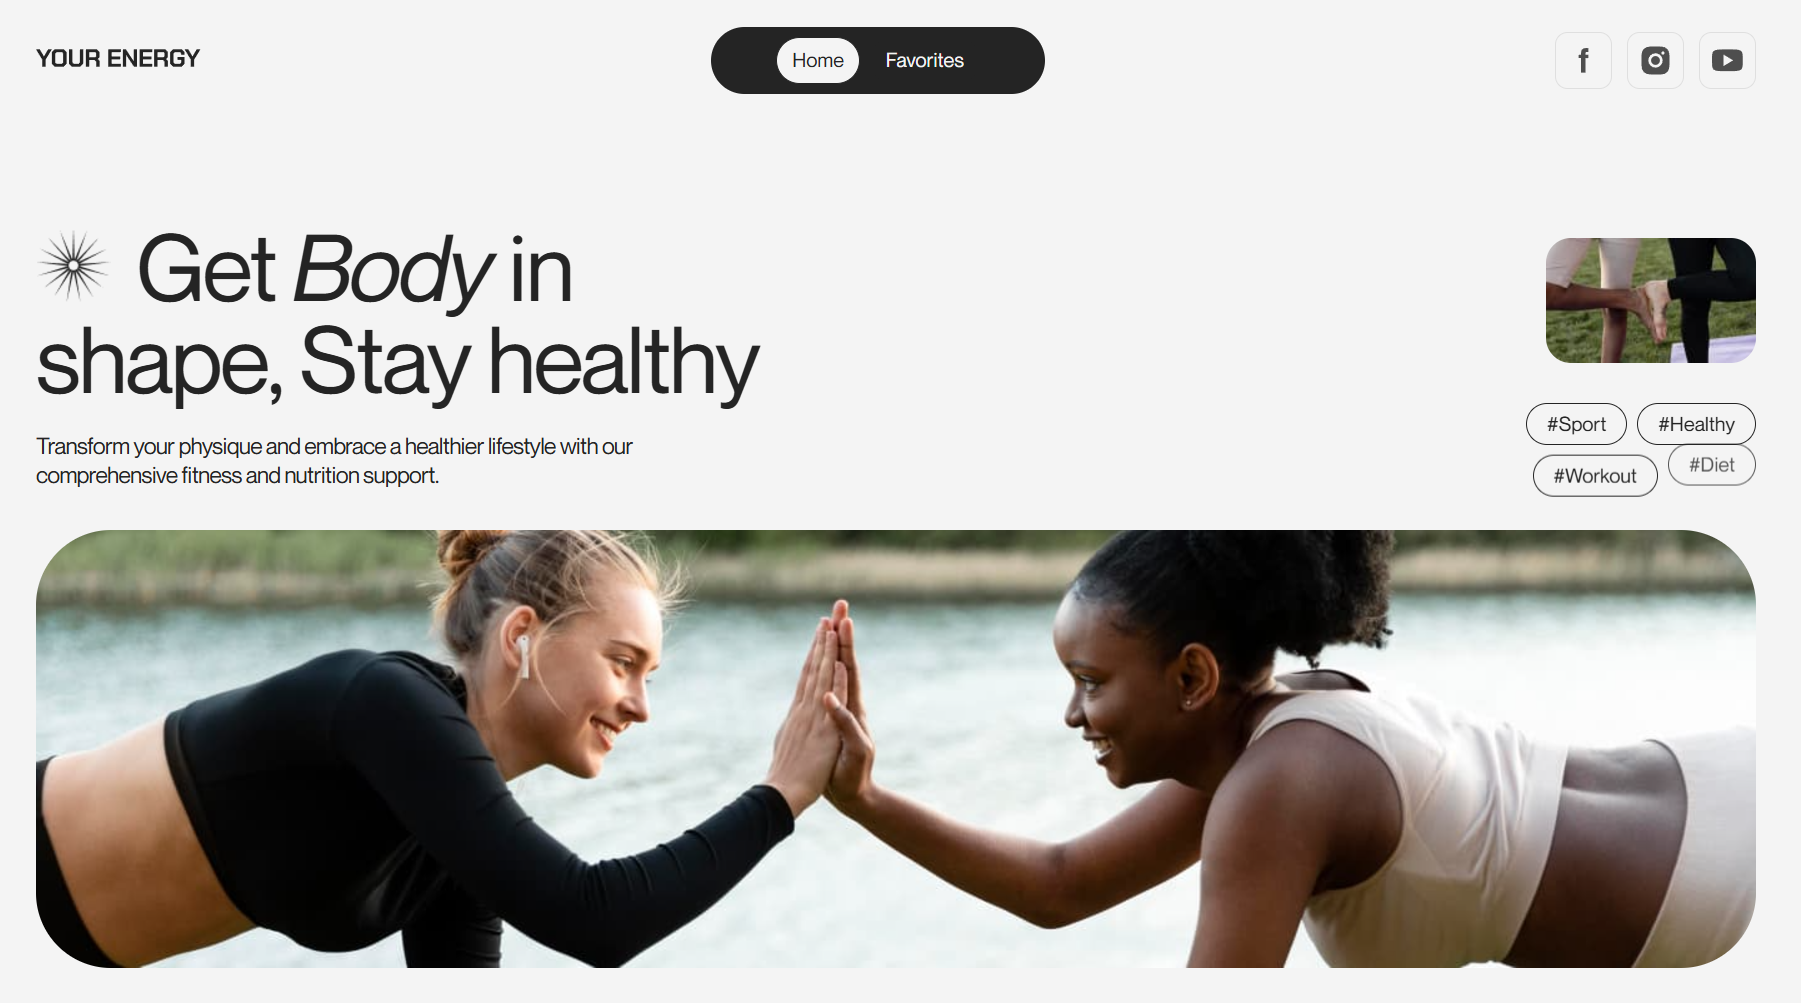 YOUR ENERGY
Home
Favorites
Get Body in
shape, Stay healthy
Transform your physique and embrace a healthier lifestyle with our
comprehensive fitness and nutrition support.
#Sport
#Healthy
#Workout
#Diet